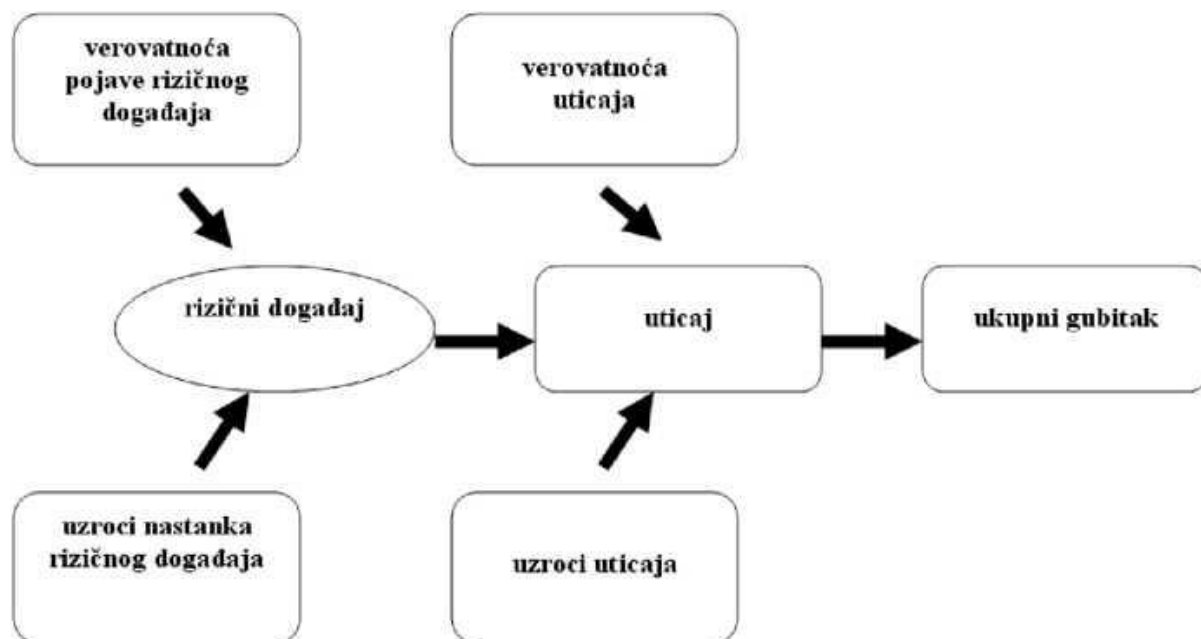 verovatnoća
pojave rizičnog
događaja
verovatnoća
uticaja
rizični događaj
uticaj
ukupni gubitak
uzroci nastanka
rizičnog događaja
uzroci uticaja